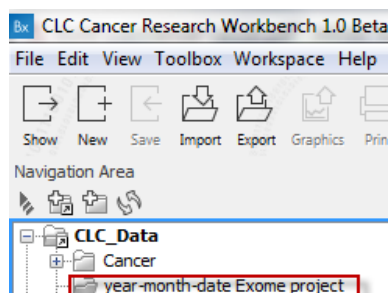 Bx CLC Cancer Research Workbench 1.0 Beta
File Edit View Toolbox Workspace Help
Show New Save Import Export Graphics Prin
Navigation Area
CLC_Data
Cancer
year-month-date Exome project